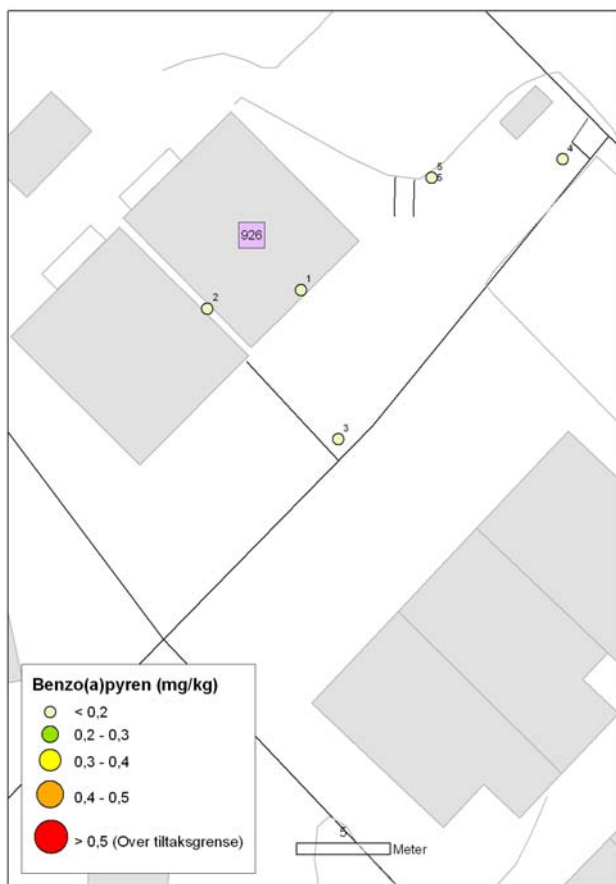 5
5
4
926
1
2
3
Benzo(a)pyren (mg/kg)
< 0,2
0,2 - 0,3
0,3 - 0,4
0,4 - 0,5
> 0,5 (Over tiltaksgrense)
5
Meter